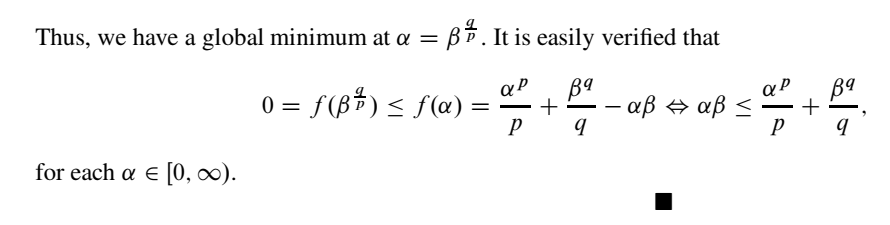 Thus, we have a global minimum at α = β^{q/p}. It is easily verified that
0 = f(β^{q/p}) ≤ f(α) = α^p/p + β^q/q − αβ ⇔ αβ ≤ α^p/p + β^q/q,
for each α ∈ [0, ∞).